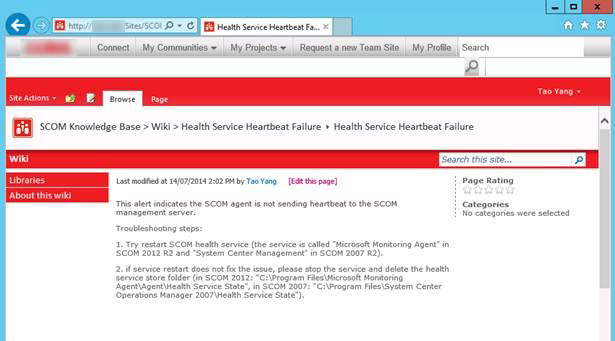 http://
Sites/SCOI
Health Service Heartbeat Fa...
Connect My Communities My Projects Request a new Team Site My Profile Search
Tao Yang
Site Actions Browse Page
SCOM Knowledge Base > Wiki > Health Service Heartbeat Failure Health Service Heartbeat Failure
Wiki Search this site...
Libraries
About this wiki
Last modified at 14/07/2014 2:02 PM by Tao Yang [Edit this page]
This alert indicates the SCOM agent is not sending heartbeat to the SCOM
management server.
Troubleshooting steps:
1. Try restart SCOM health service (the service is called "Microsoft Monitoring Agent" in
SCOM 2012 R2 and "System Center Management" in SCOM 2007 R2).
2. if service restart does not fix the issue, please stop the service and delete the health
service store folder (in SCOM 2012: "C:\Program Files\Microsoft Monitoring
Agent\Agent\Health Service State", in SCOM 2007: "C:\Program Files\System Center
Operations Manager 2007\Health Service State").
Page Rating
Categories
No categories were selected